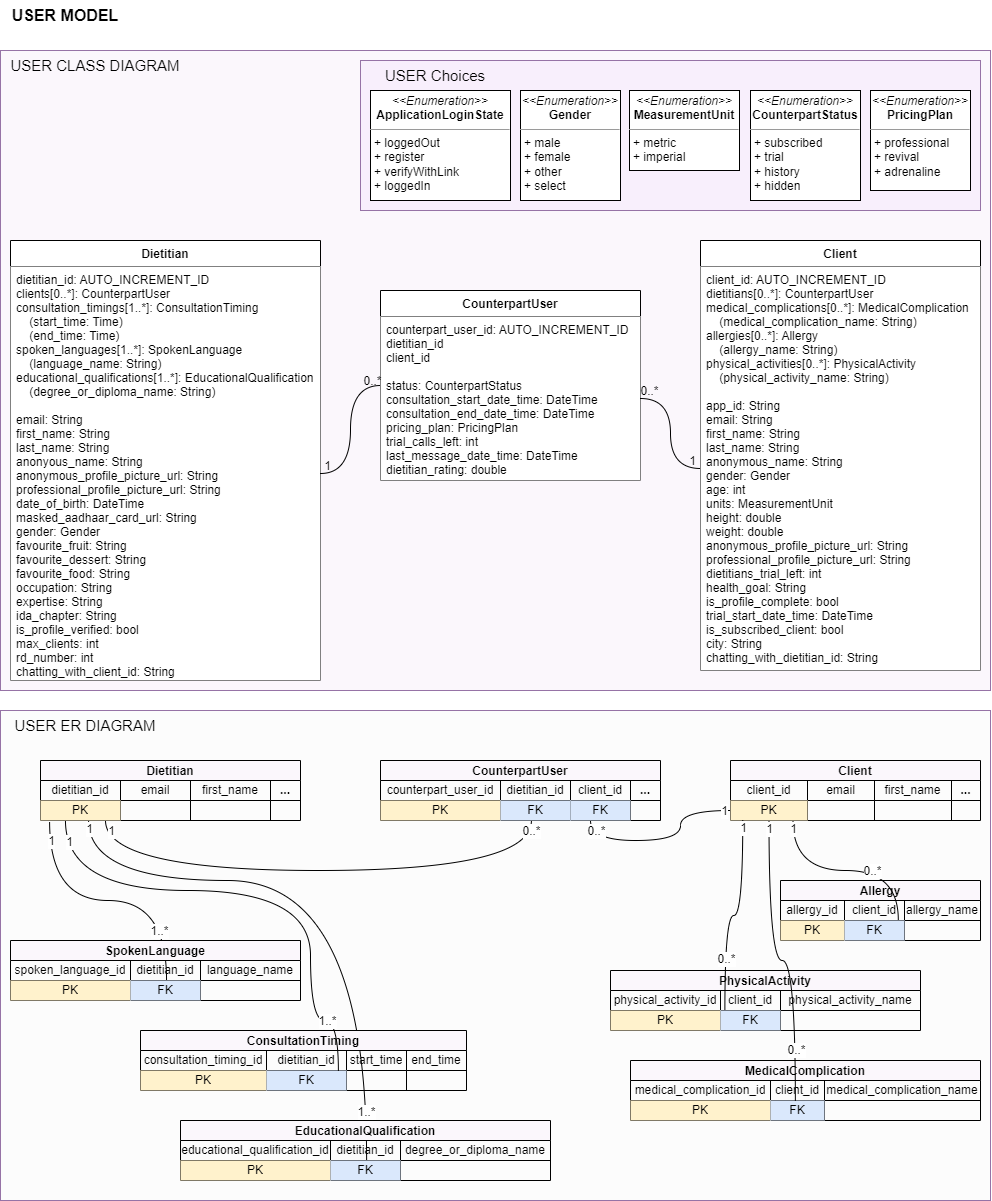 USER MODEL
USER CLASS DIAGRAM
USER Choices
<<Enumeration>>
ApplicationLoginState
+ loggedOut
+ register
+ verifyWithLink
+ loggedIn
<<Enumeration>>
Gender
+ male
+ female
+ other
+ select
<<Enumeration>>
MeasurementUnit
+ metric
+ imperial
<<Enumeration>>
CounterpartStatus
+ subscribed
+ trial
+ history
+ hidden
<<Enumeration>>
PricingPlan
+ professional
+ revival
+ adrenaline
Dietitian
dietitian_id: AUTO_INCREMENT_ID
clients[0..*]: CounterpartUser
consultation_timings[1..*]: ConsultationTiming
(start_time: Time)
(end_time: Time)
spoken_languages[1..*]: SpokenLanguage
(language_name: String)
educational_qualifications[1..*]: EducationalQualification
(degree_or_diploma_name: String)
email: String
first_name: String
last_name: String
anonyous_name: String
anonymous_profile_picture_url: String
professional_profile_picture_url: String
date_of_birth: DateTime
masked_aadhaar_card_url: String
gender: Gender
favourite_fruit: String
favourite_dessert: String
favourite_food: String
occupation: String
expertise: String
ida_chapter: String
is_profile_verified: bool
max_clients: int
rd_number: int
chatting_with_client_id: String
1
0..*
CounterpartUser
counterpart_user_id: AUTO_INCREMENT_ID
dietitian_id
client_id
status: CounterpartStatus
consultation_start_date_time: DateTime
consultation_end_date_time: DateTime
pricing_plan: PricingPlan
trial_calls_left: int
last_message_date_time: DateTime
dietitian_rating: double
0..*
1
Client
client_id: AUTO_INCREMENT_ID
dietitians[0..*]: CounterpartUser
medical_complications[0..*]: MedicalComplication
(medical_complication_name: String)
allergies[0..*]: Allergy
(allergy_name: String)
physical_activities[0..*]: PhysicalActivity
(physical_activity_name: String)
app_id: String
email: String
first_name: String
last_name: String
anonymous_name: String
gender: Gender
age: int
units: MeasurementUnit
height: double
weight: double
anonymous_profile_picture_url: String
professional_profile_picture_url: String
dietitians_trial_left: int
health_goal: String
is_profile_complete: bool
trial_start_date_time: DateTime
is_subscribed_client: bool
city: String
chatting_with_dietitian_id: String
USER ER DIAGRAM
Dietitian
dietitian_id email first_name ...
PK
1 1 1 1
CounterpartUser
counterpart_user_id dietitian_id client_id ...
PK FK FK
0..* 0..*
Client
client_id email first_name ...
PK
1
1 1 1
0..*
Allergy
allergy_id client_id allergy_name
PK FK
1..*
SpokenLanguage
spoken_language_id dietitian_id language_name
PK FK
0..*
PhysicalActivity
physical_activity_id client_id physical_activity_name
PK FK
1..*
ConsultationTiming
consultation_timing_id dietitian_id start_time end_time
PK FK
0..*
MedicalComplication
medical_complication_id client_id medical_complication_name
PK FK
1..*
EducationalQualification
educational_qualification_id dietitian_id degree_or_diploma_name
PK FK